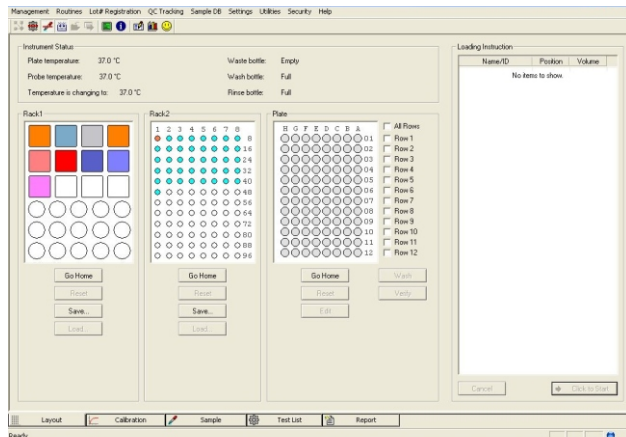 Management Routines Lot# Registration QC Tracking Sample DB Settings Utilities Security Help
Instrument Status
Plate temperature: 37.0 °C Waste bottle: Empty
Probe temperature: 37.0 °C Wash bottle: Full
Temperature is changing to: 37.0 °C Rinse bottle: Full
Loading Instruction
Name/ID Position Volume
No items to show.
Rack1
Rack2
1 2 3 4 5 6 7 8
8
16
24
32
40
48
56
64
72
80
88
96
Plate
H G F E D C B A
01
02
03
04
05
06
07
08
09
10
11
12
All Rows
Row 1
Row 2
Row 3
Row 4
Row 5
Row 6
Row 7
Row 8
Row 9
Row 10
Row 11
Row 12
Go Home Go Home Go Home Wash
Reset Reset Reset Verify
Save... Save... Edit
Load... Load...
Cancel Click to Start
Layout Calibration Sample Test List Report
Ready